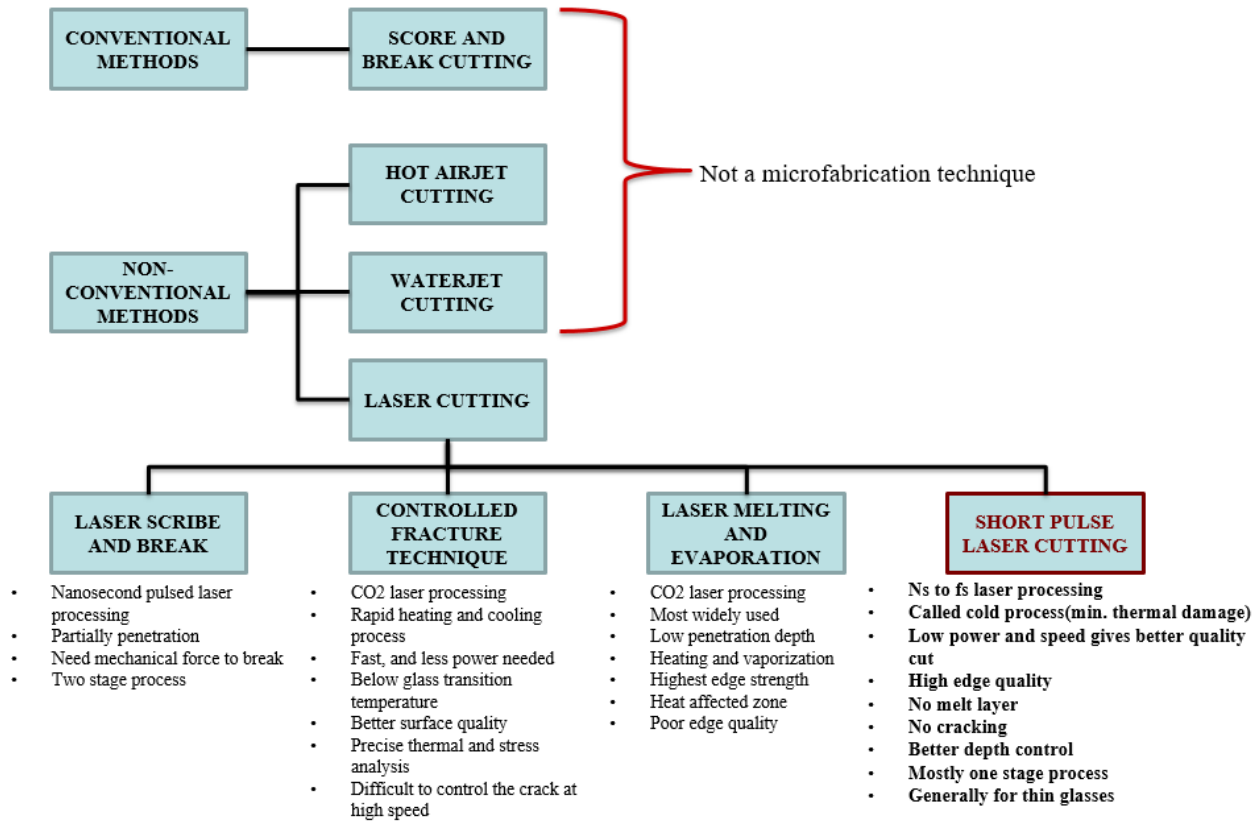 CONVENTIONAL
METHODS
SCORE AND
BREAK CUTTING
HOT AIRJET
CUTTING
Not a microfabrication technique
NON-
CONVENTIONAL
METHODS
WATERJET
CUTTING
LASER CUTTING
LASER SCRIBE
AND BREAK
• Nanosecond pulsed laser
processing
• Partially penetration
• Need mechanical force to break
• Two stage process
CONTROLLED
FRACTURE
TECHNIQUE
• CO2 laser processing
• Rapid heating and cooling
process
• Fast, and less power needed
• Below glass transition
temperature
• Better surface quality
• Precise thermal and stress
analysis
• Difficult to control the crack at
high speed
LASER MELTING
AND
EVAPORATION
• CO2 laser processing
• Most widely used
• Low penetration depth
• Heating and vaporization
• Highest edge strength
• Heat affected zone
• Poor edge quality
SHORT PULSE
LASER CUTTING
• Ns to fs laser processing
• Called cold process(min. thermal damage)
• Low power and speed gives better quality
cut
• High edge quality
• No melt layer
• No cracking
• Better depth control
• Mostly one stage process
• Generally for thin glasses